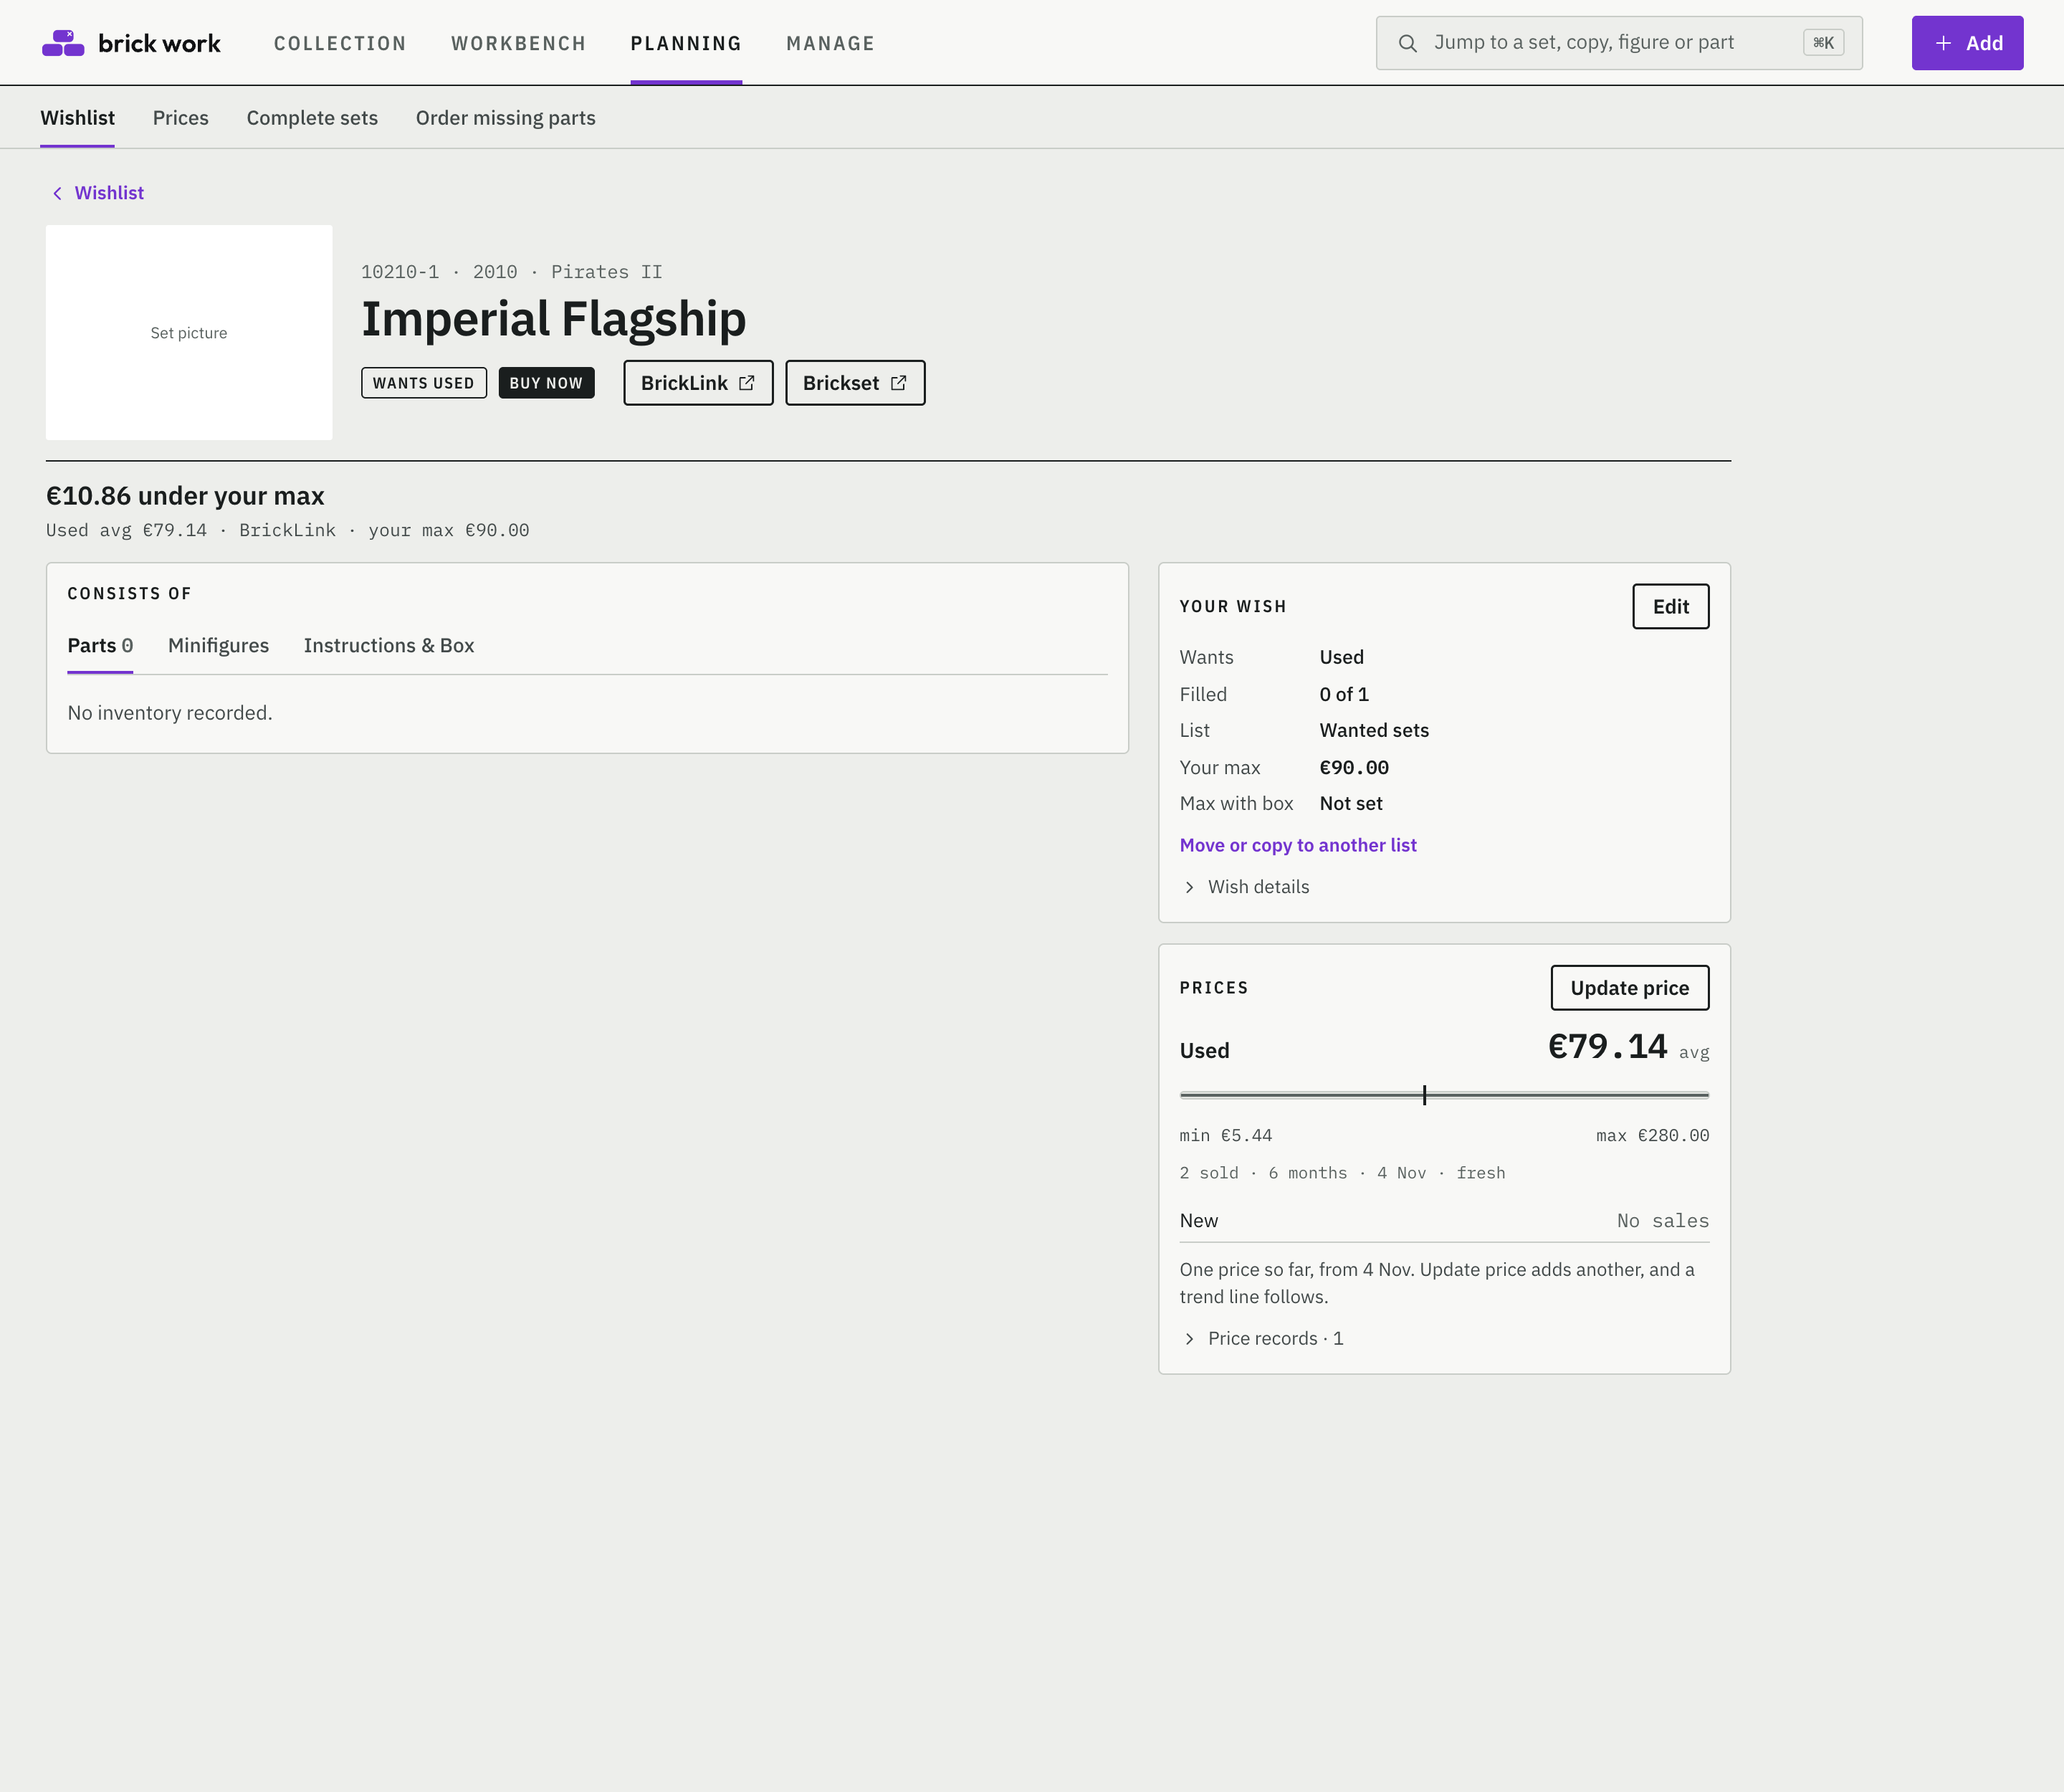 brick work
COLLECTION WORKBENCH PLANNING MANAGE
Jump to a set, copy, figure or part ⌘K
+ Add
Wishlist Prices Complete sets Order missing parts
Wishlist
Set picture
10210-1 · 2010 · Pirates II
Imperial Flagship
WANTS USED BUY NOW BrickLink Brickset
€10.86 under your max
Used avg €79.14 · BrickLink · your max €90.00
CONSISTS OF
Parts 0 Minifigures Instructions & Box
No inventory recorded.
YOUR WISH Edit
Wants Used
Filled 0 of 1
List Wanted sets
Your max €90.00
Max with box Not set
Move or copy to another list
Wish details
PRICES Update price
Used €79.14 avg
min €5.44 max €280.00
2 sold · 6 months · 4 Nov · fresh
New No sales
One price so far, from 4 Nov. Update price adds another, and a
trend line follows.
Price records · 1